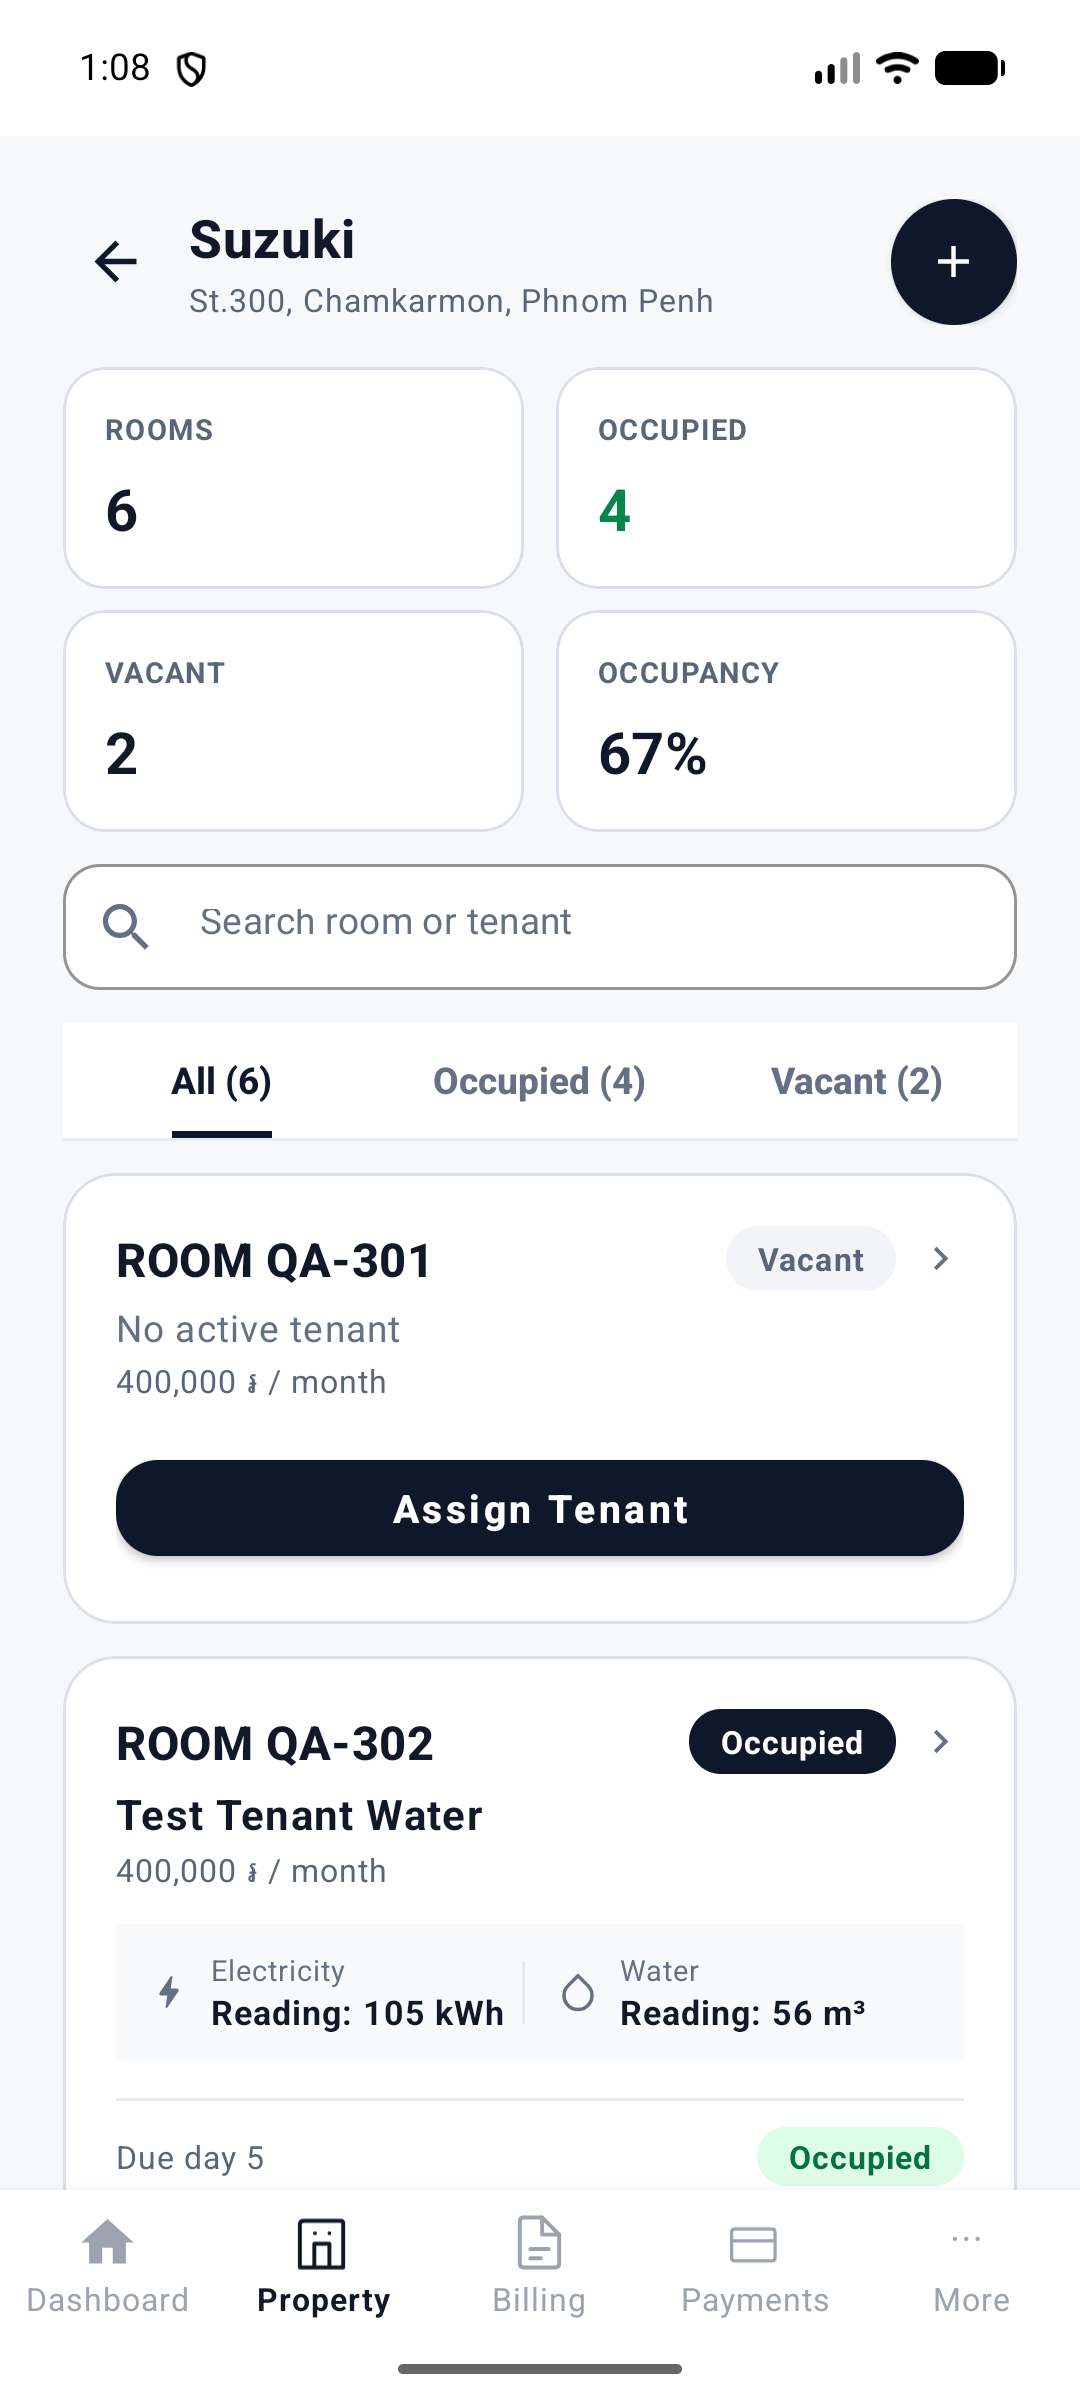 1:08
Suzuki
St.300, Chamkarmon, Phnom Penh
ROOMS
6
OCCUPIED
4
VACANT
2
OCCUPANCY
67%
Search room or tenant
All (6)
Occupied (4)
Vacant (2)
ROOM QA-301
Vacant
No active tenant
400,000 ៛ / month
Assign Tenant
ROOM QA-302
Occupied
Test Tenant Water
400,000 ៛ / month
Electricity
Reading: 105 kWh
Water
Reading: 56 m³
Due day 5
Occupied
Dashboard
Property
Billing
Payments
More